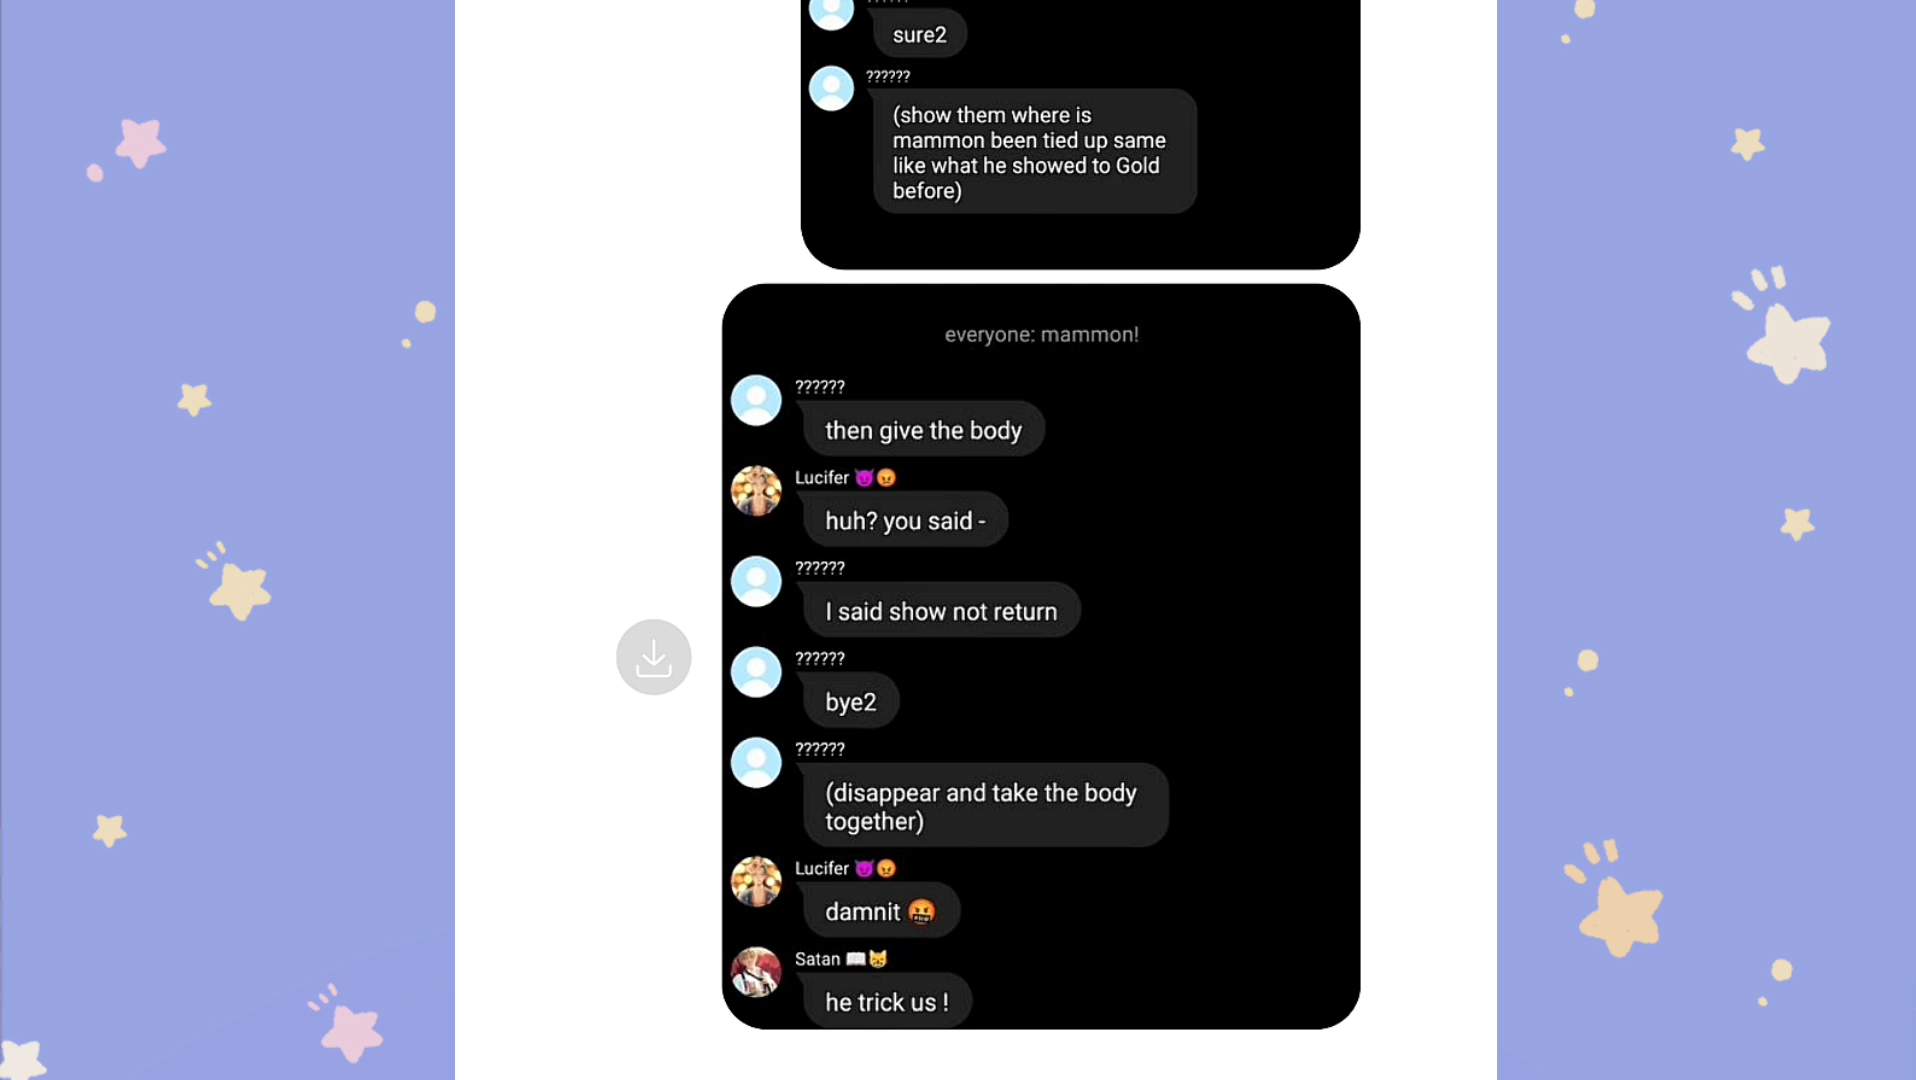 sure2
??????
(show them where is
mammon been tied up same
like what he showed to Gold
before)
everyone: mammon!
??????
then give the body
Lucifer 😈😡
huh? you said -
??????
I said show not return
??????
bye2
??????
(disappear and take the body
together)
Lucifer 😈😡
damnit 🤬
Satan 📖😸
he trick us !